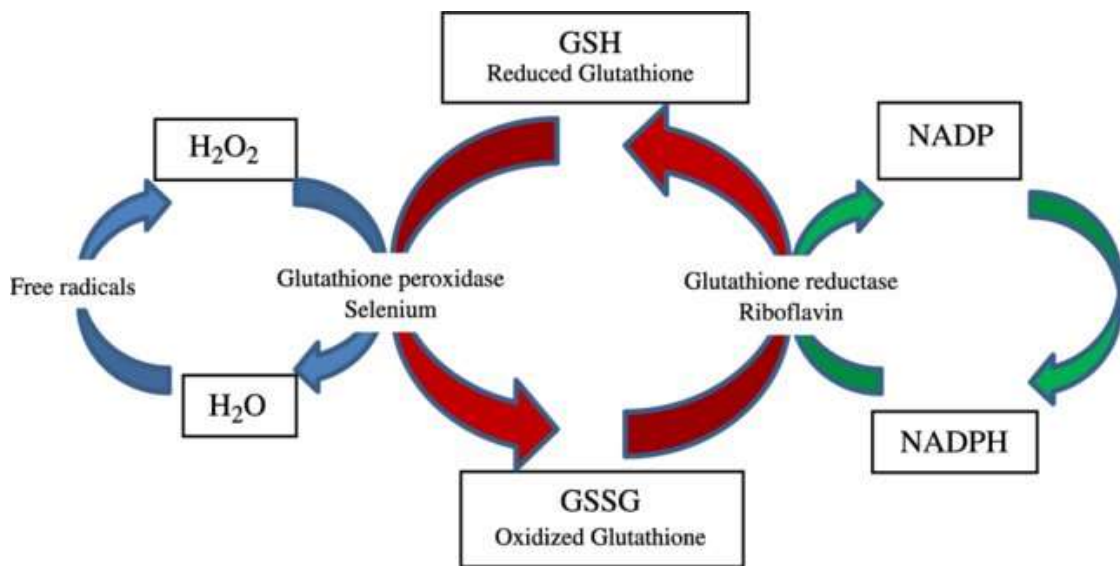 GSH
Reduced Glutathione
H₂O₂
NADP
Free radicals
Glutathione peroxidase
Selenium
Glutathione reductase
Riboflavin
H₂O
NADPH
GSSG
Oxidized Glutathione